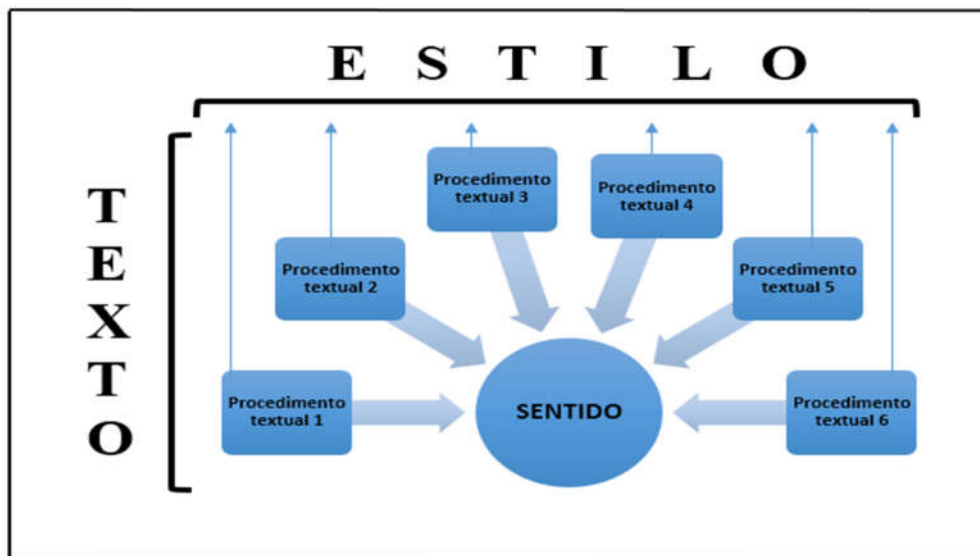 E S T I L O
TEXTO
Procedimento
textual 1
Procedimento
textual 2
Procedimento
textual 3
Procedimento
textual 4
Procedimento
textual 5
Procedimento
textual 6
SENTIDO